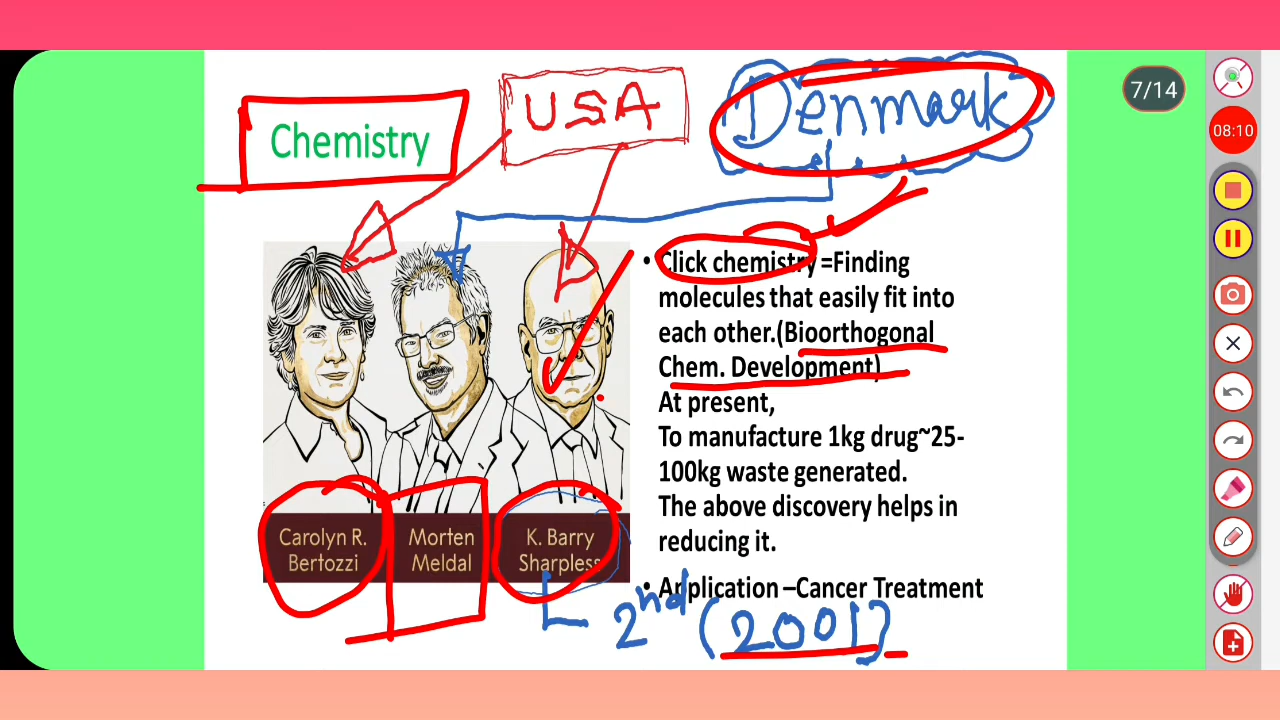 USA
Denmark
7/14
08:10
Chemistry
• Click chemistry =Finding
molecules that easily fit into
each other.(Bioorthogonal
Chem. Development)
At present,
To manufacture 1kg drug~25-
100kg waste generated.
The above discovery helps in
reducing it.
• Application –Cancer Treatment
Carolyn R.
Bertozzi
Morten
Meldal
K. Barry
Sharpless
2nd (2001)